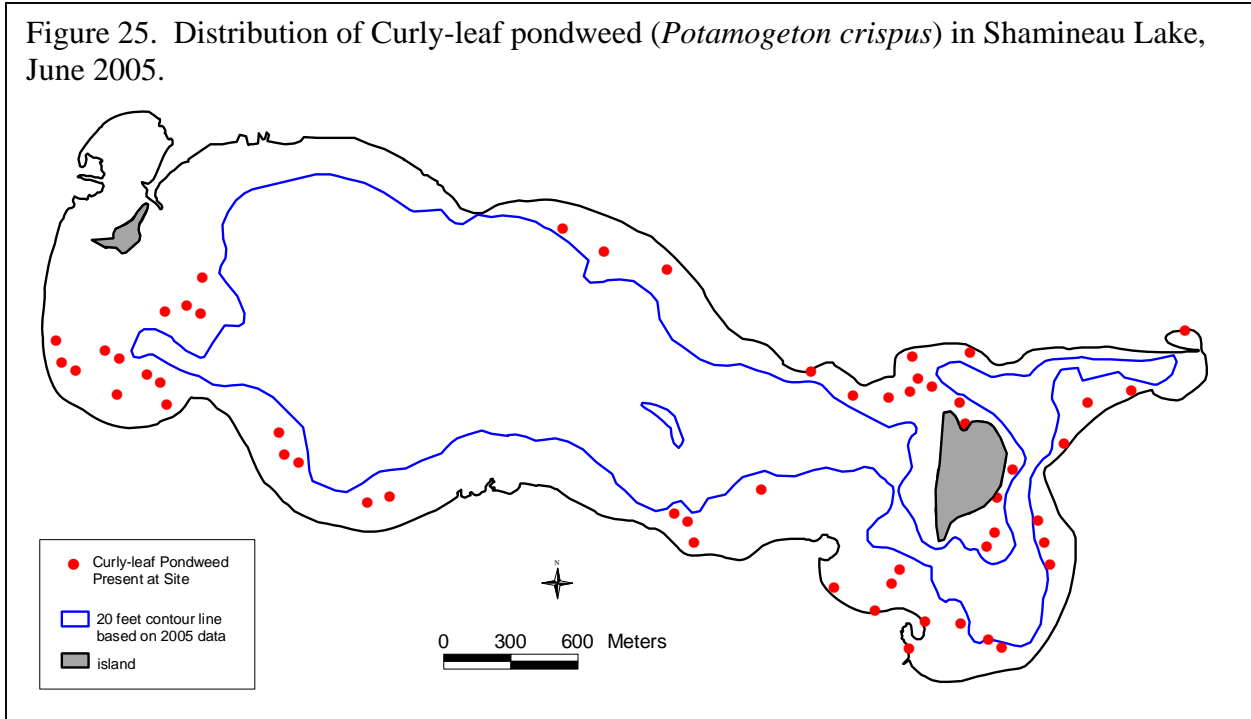 Figure 25.  Distribution of Curly-leaf pondweed (Potamogeton crispus) in Shamineau Lake,
June 2005.
N
Curly-leaf Pondweed
Present at Site
20 feet contour line
based on 2005 data
island
0 300 600 Meters